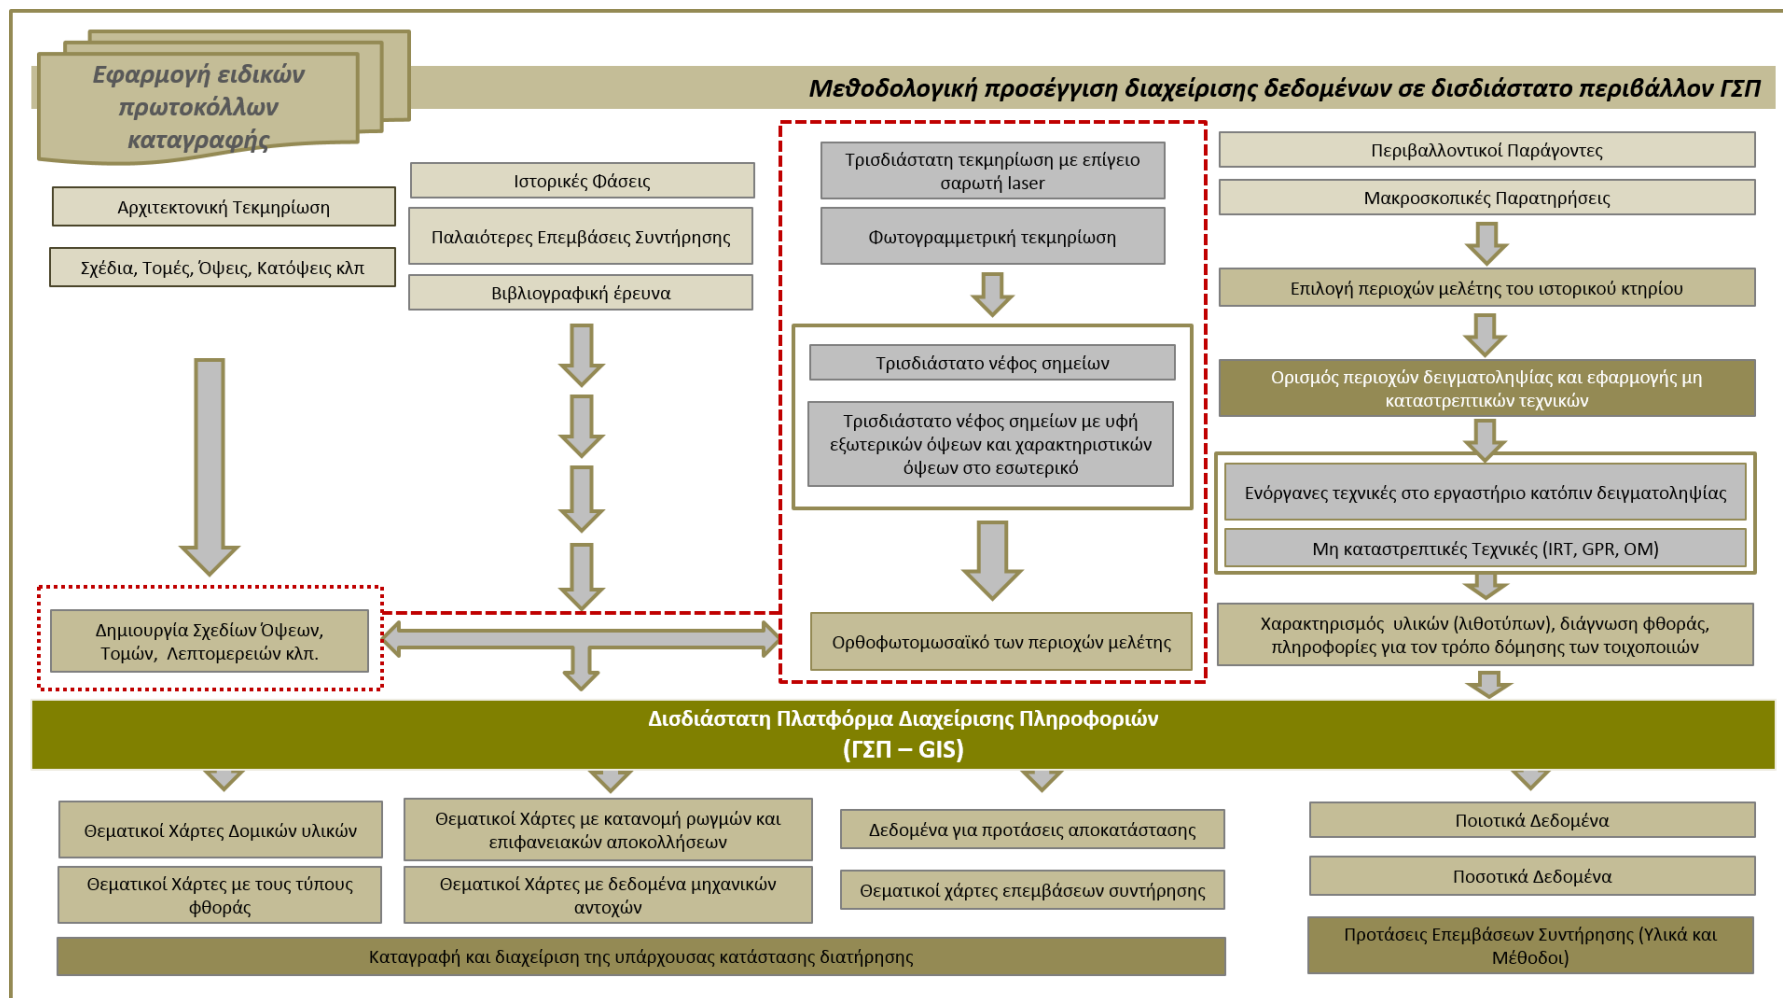 Εφαρμογή ειδικών
πρωτοκόλλων
καταγραφής
Μεθοδολογική προσέγγιση διαχείρισης δεδομένων σε δισδιάστατο περιβάλλον ΓΣΠ
Αρχιτεκτονική Τεκμηρίωση
Σχέδια, Τομές, Όψεις, Κατόψεις κλπ
Ιστορικές Φάσεις
Παλαιότερες Επεμβάσεις Συντήρησης
Βιβλιογραφική έρευνα
Τρισδιάστατη τεκμηρίωση με επίγειο
σαρωτή laser
Φωτογραμμετρική τεκμηρίωση
Τρισδιάστατο νέφος σημείων
Τρισδιάστατο νέφος σημείων με υφή
εξωτερικών όψεων και χαρακτηριστικών
όψεων στο εσωτερικό
Περιβαλλοντικοί Παράγοντες
Μακροσκοπικές Παρατηρήσεις
Επιλογή περιοχών μελέτης του ιστορικού κτηρίου
Ορισμός περιοχών δειγματοληψίας και εφαρμογής μη
καταστρεπτικών τεχνικών
Ενόργανες τεχνικές στο εργαστήριο κατόπιν δειγματοληψίας
Μη καταστρεπτικές Τεχνικές (IRT, GPR, OM)
Δημιουργία Σχεδίων Όψεων,
Τομών, Λεπτομερειών κλπ.
Ορθοφωτομωσαϊκό των περιοχών μελέτης
Χαρακτηρισμός υλικών (λιθοτύπων), διάγνωση φθοράς,
πληροφορίες για τον τρόπο δόμησης των τοιχοποιιών
Δισδιάστατη Πλατφόρμα Διαχείρισης Πληροφοριών
(ΓΣΠ – GIS)
Θεματικοί Χάρτες Δομικών υλικών
Θεματικοί Χάρτες με τους τύπους
φθοράς
Θεματικοί Χάρτες με κατανομή ρωγμών και
επιφανειακών αποκολλήσεων
Θεματικοί Χάρτες με δεδομένα μηχανικών
αντοχών
Δεδομένα για προτάσεις αποκατάστασης
Θεματικοί χάρτες επεμβάσεων συντήρησης
Ποιοτικά Δεδομένα
Ποσοτικά Δεδομένα
Καταγραφή και διαχείριση της υπάρχουσας κατάστασης διατήρησης
Προτάσεις Επεμβάσεων Συντήρησης (Υλικά και
Μέθοδοι)